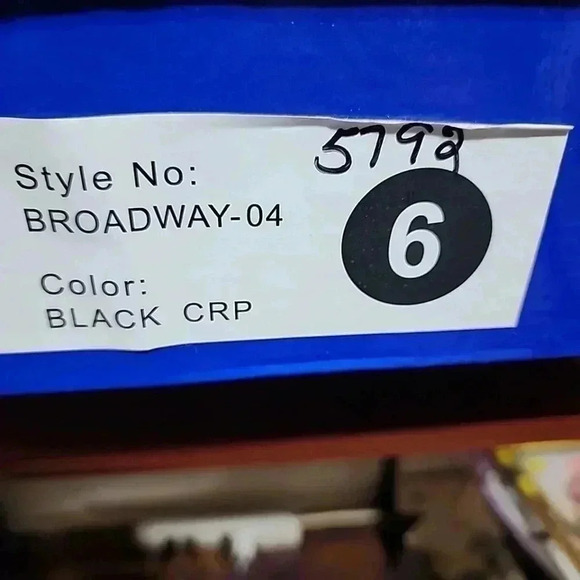 5792
Style No:
BROADWAY-04
6
Color:
BLACK CRP